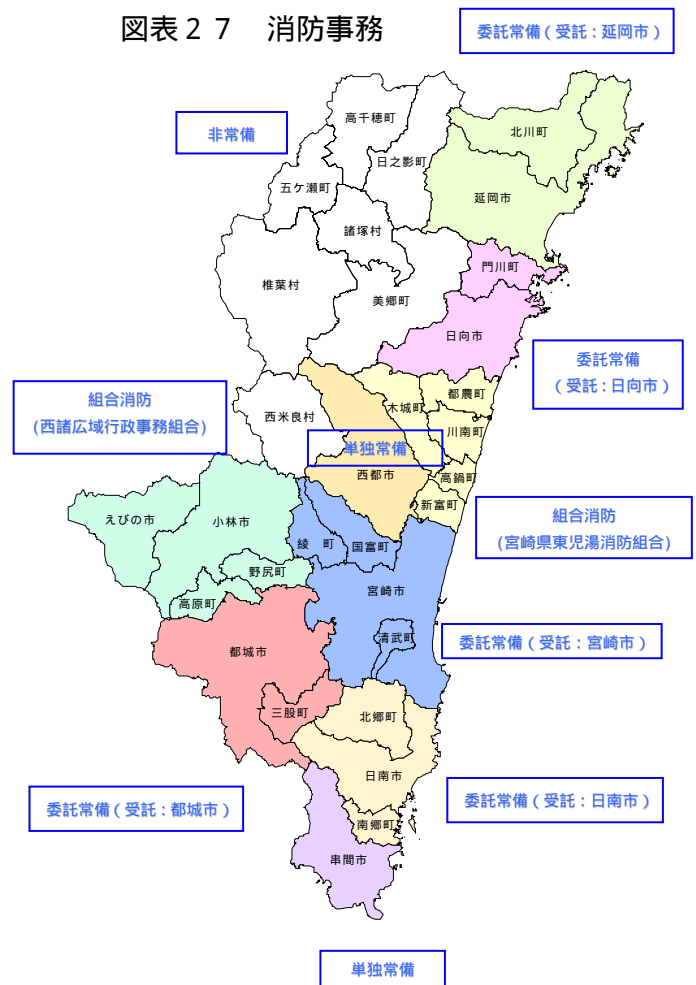 図表２７　消防事務
委託常備（受託：延岡市）
非常備
高千穂町
北川町
日之影町
五ケ瀬町
延岡市
諸塚村
門川町
椎葉村
美郷町
日向市
委託常備
（受託：日向市）
組合消防
(西諸広域行政事務組合)
都農町
木城町
西米良村
川南町
単独常備
西都市
高鍋町
新富町
えびの市
小林市
組合消防
(宮崎県東児湯消防組合)
綾　町
国富町
野尻町
宮崎市
高原町
清武町
委託常備（受託：宮崎市）
都城市
三股町
北郷町
日南市
委託常備（受託：都城市）
委託常備（受託：日南市）
南郷町
串間市
単独常備